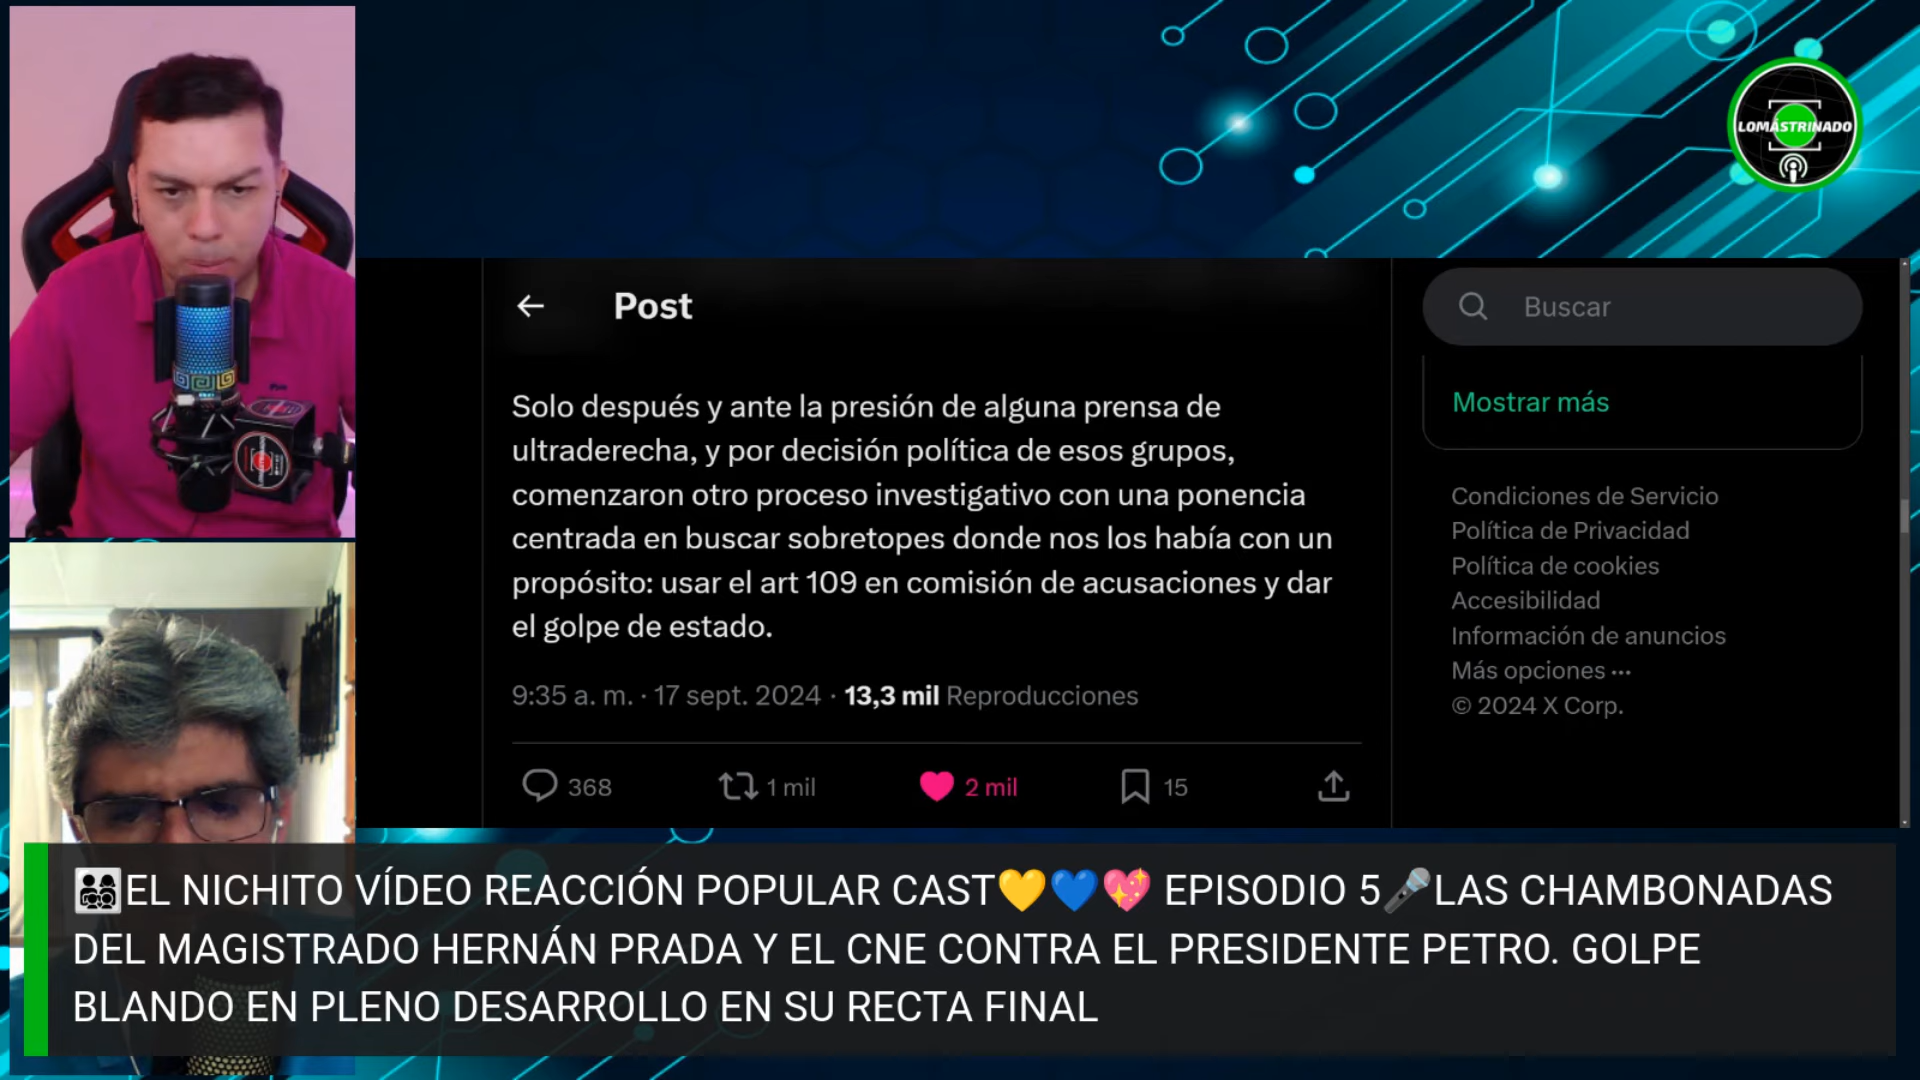 LOMÁSTRINADO
Post
Buscar
Mostrar más
Solo después y ante la presión de alguna prensa de
ultraderecha, y por decisión política de esos grupos,
comenzaron otro proceso investigativo con una ponencia
centrada en buscar sobretopes donde nos los había con un
propósito: usar el art 109 en comisión de acusaciones y dar
el golpe de estado.
9:35 a. m. · 17 sept. 2024 · 13,3 mil Reproducciones
368 1 mil 2 mil 15
Condiciones de Servicio
Política de Privacidad
Política de cookies
Accesibilidad
Información de anuncios
Más opciones ···
© 2024 X Corp.
EL NICHITO VÍDEO REACCIÓN POPULAR CAST💛💙💖 EPISODIO 5🎤LAS CHAMBONADAS
DEL MAGISTRADO HERNÁN PRADA Y EL CNE CONTRA EL PRESIDENTE PETRO. GOLPE
BLANDO EN PLENO DESARROLLO EN SU RECTA FINAL